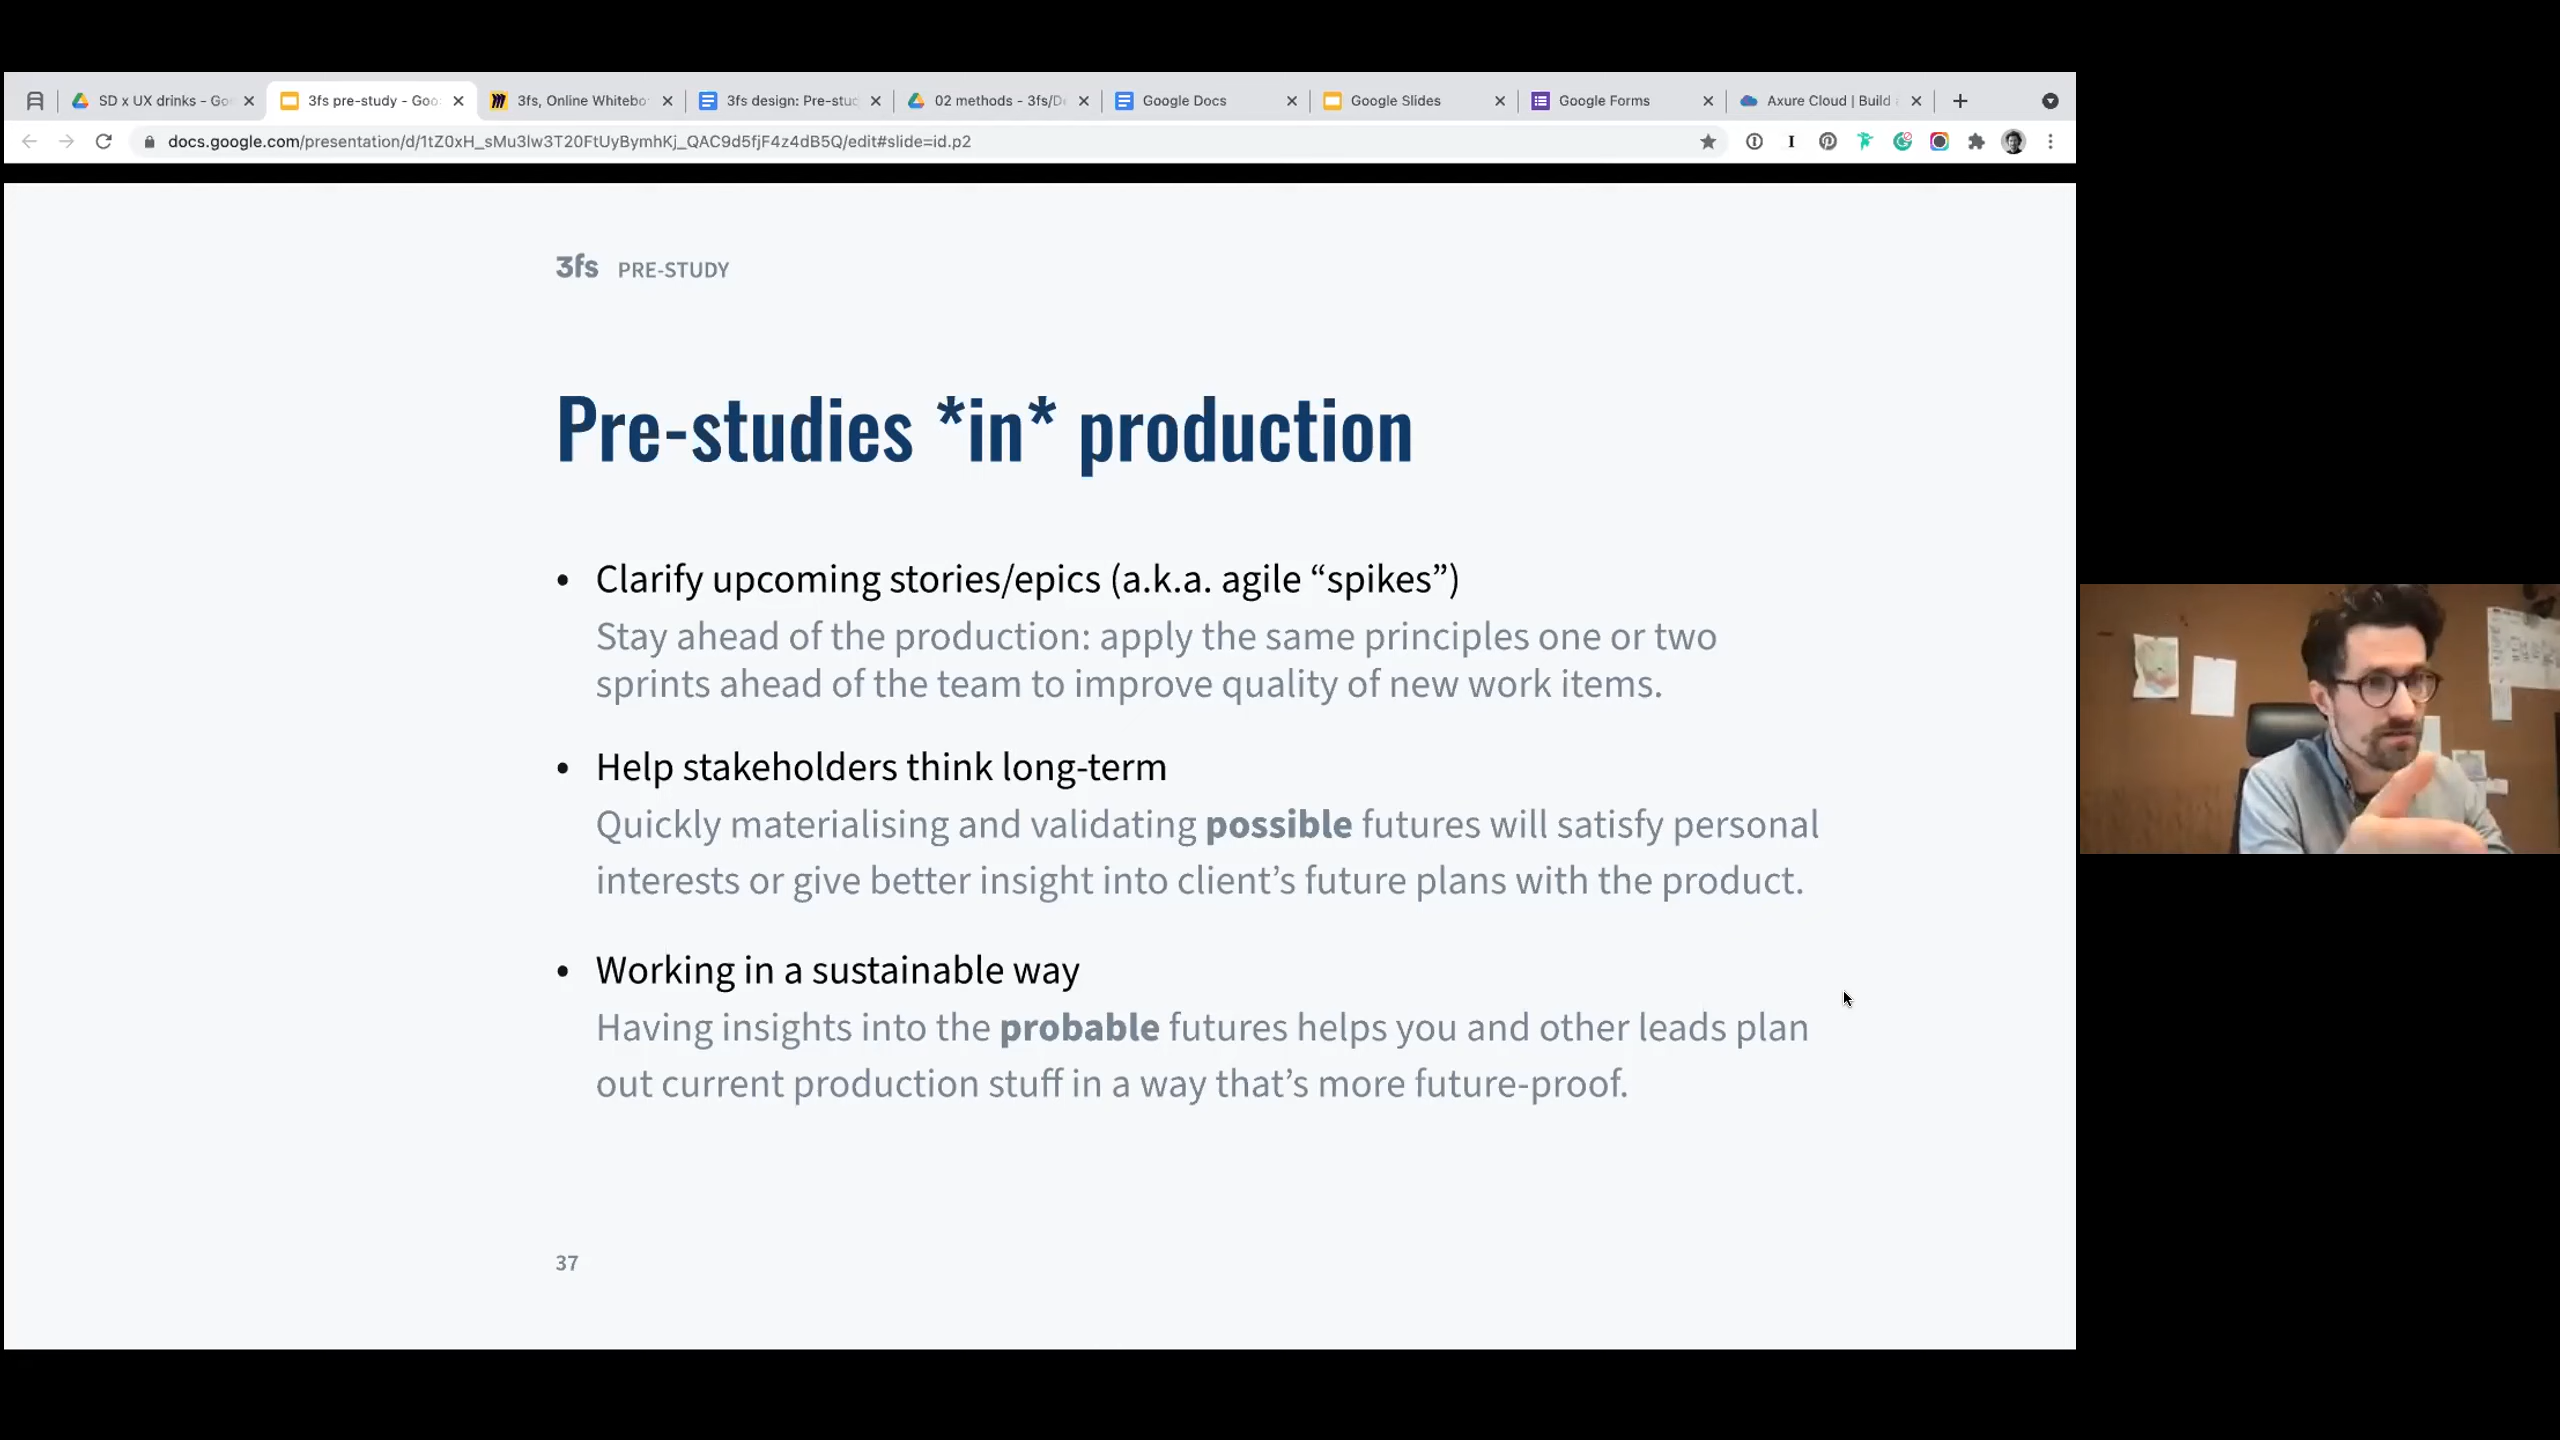 SD x UX drinks - Go
3fs pre-study - Goo
3fs, Online Whitebo
3fs design: Pre-stud
02 methods - 3fs/D
Google Docs
Google Slides
Google Forms
Axure Cloud | Build
docs.google.com/presentation/d/1tZ0xH_sMu3lw3T20FtUyBymhKj_QAC9d5fjF4z4dB5Q/edit#slide=id.p2
3fs PRE-STUDY
Pre-studies *in* production
• Clarify upcoming stories/epics (a.k.a. agile “spikes”)
Stay ahead of the production: apply the same principles one or two
sprints ahead of the team to improve quality of new work items.
• Help stakeholders think long-term
Quickly materialising and validating possible futures will satisfy personal
interests or give better insight into client’s future plans with the product.
• Working in a sustainable way
Having insights into the probable futures helps you and other leads plan
out current production stuff in a way that’s more future-proof.
37